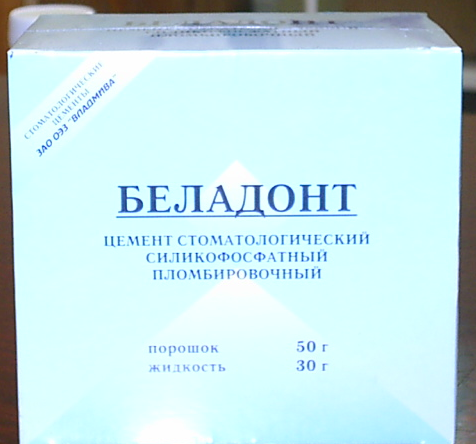 СТОМАТОЛОГИЧЕСКИЕ
ЦЕМЕНТЫ
ЗАО ОЭЗ "ВЛАДМИВА"
БЕЛАДОНТ
ЦЕМЕНТ СТОМАТОЛОГИЧЕСКИЙ
СИЛИКОФОСФАТНЫЙ
ПЛОМБИРОВОЧНЫЙ
порошок 50 г
жидкость 30 г